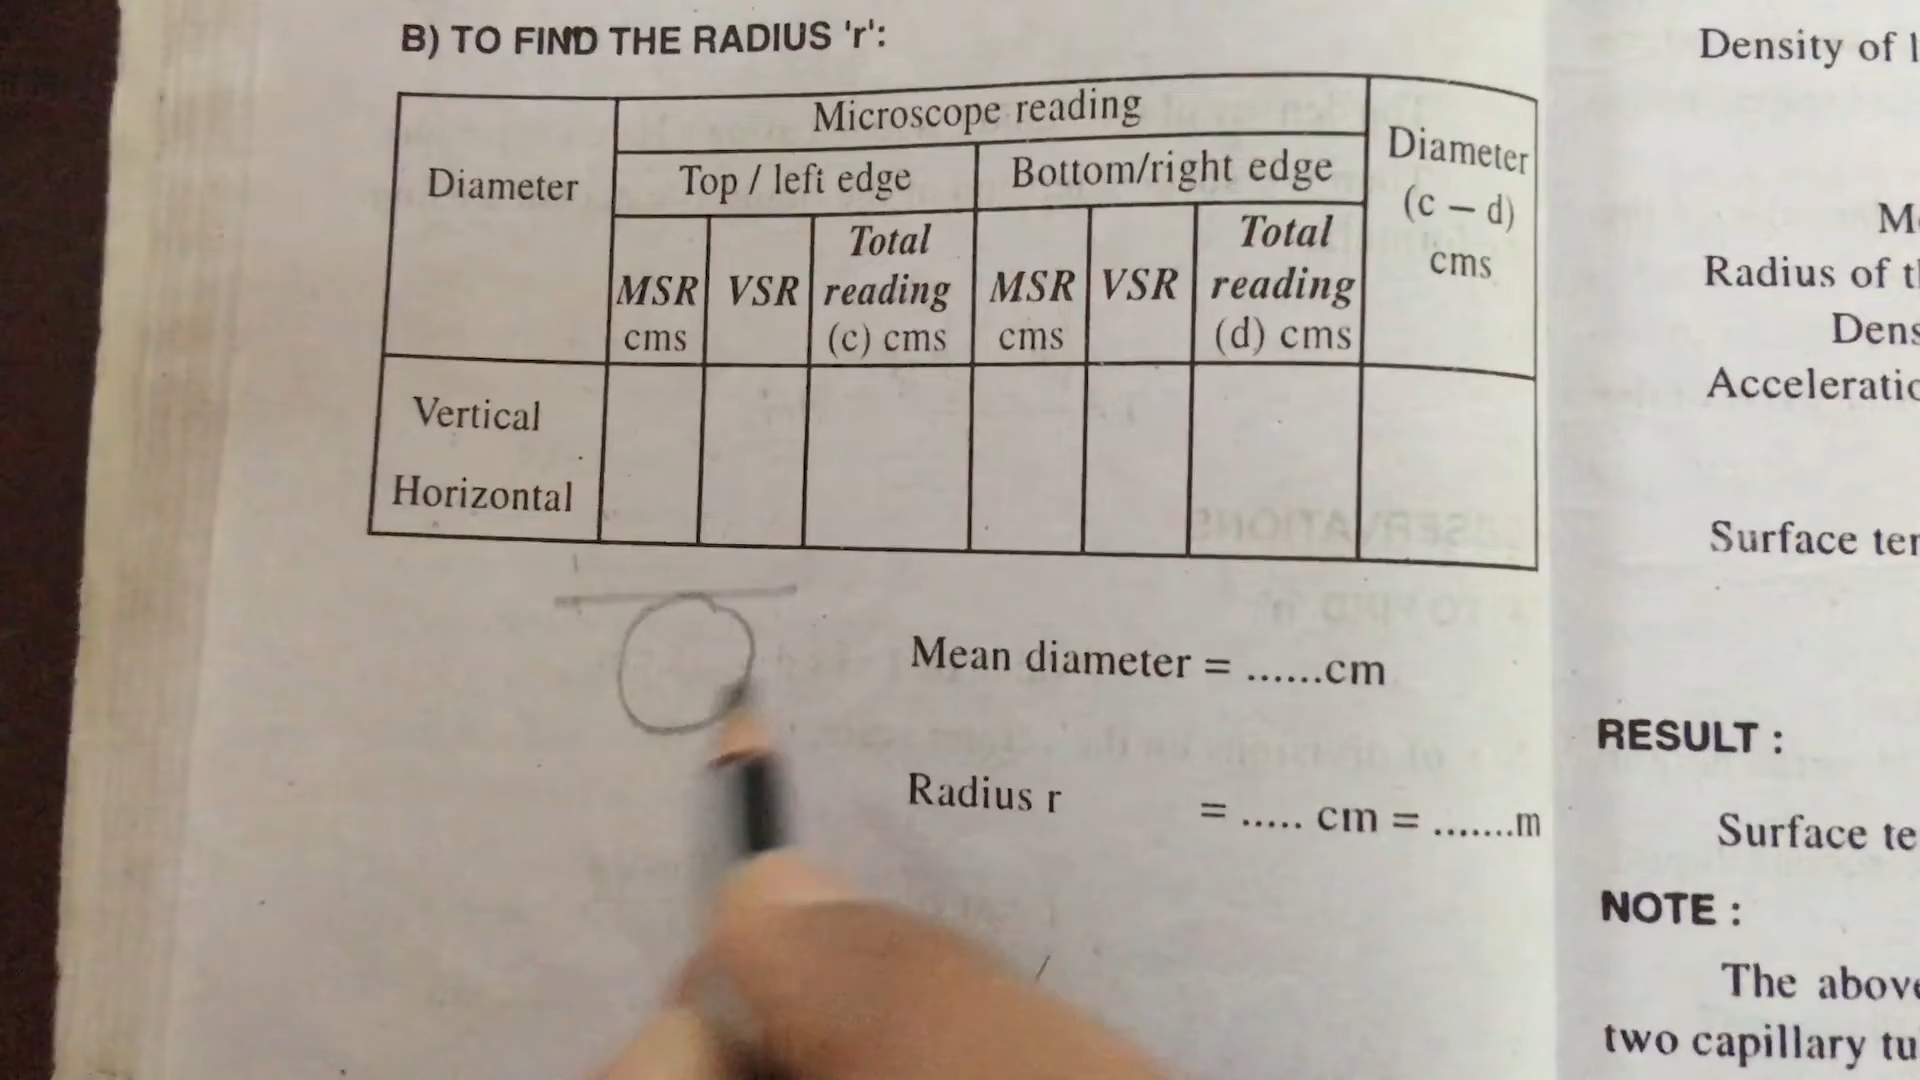 B) TO FIND THE RADIUS 'r':
Diameter
Microscope reading
Top / left edge
Bottom/right edge
Diameter
(c – d)
cms
MSR
cms
VSR
Total
reading
(c) cms
MSR
cms
VSR
Total
reading
(d) cms
Vertical
Horizontal
Mean diameter = ......cm
Radius r = ..... cm = .......m
Density of l
Radius of t
Dens
Acceleratio
Surface ter
RESULT :
Surface te
NOTE :
The above
two capillary tu